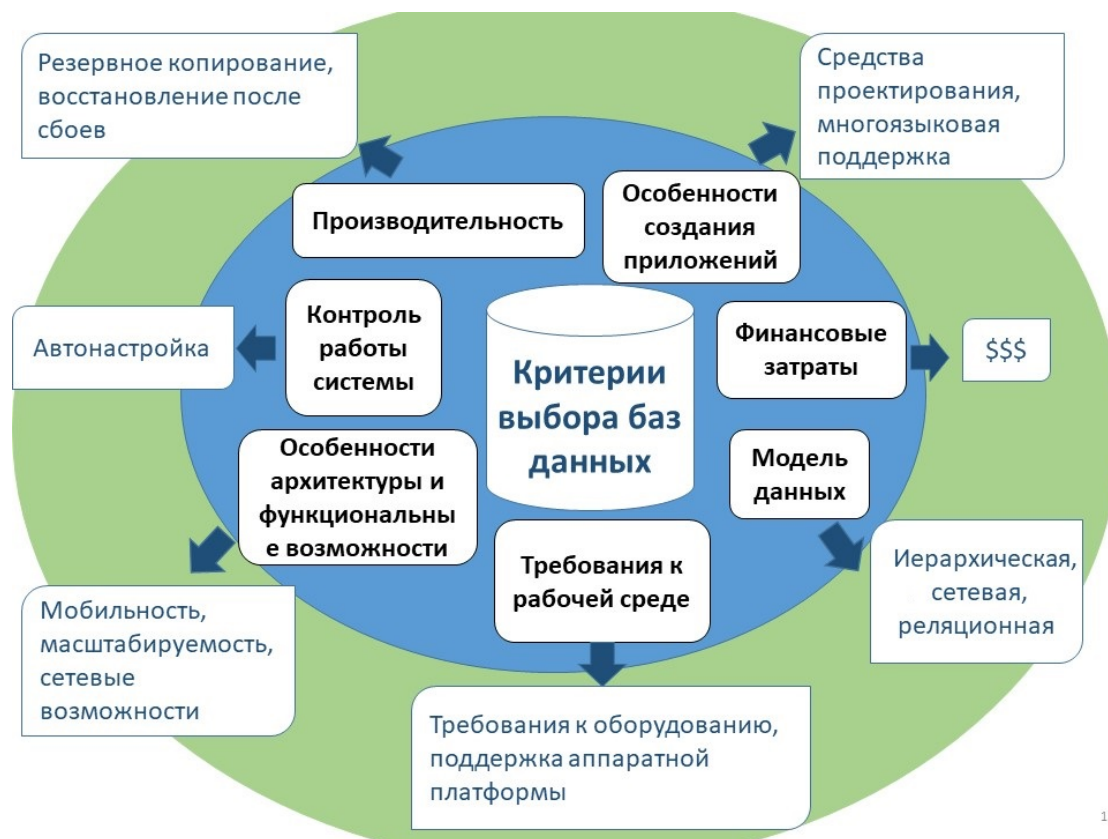 Резервное копирование,
восстановление после
сбоев
Средства
проектирования,
многоязыковая
поддержка
Производительность
Особенности
создания
приложений
Автонастройка
Контроль
работы
системы
Критерии
выбора баз
данных
Финансовые
затраты
$$$
Особенности
архитектуры и
функциональны
е возможности
Модель
данных
Требования к
рабочей среде
Мобильность,
масштабируемость,
сетевые
возможности
Иерархическая,
сетевая,
реляционная
Требования к оборудованию,
поддержка аппаратной
платформы
1